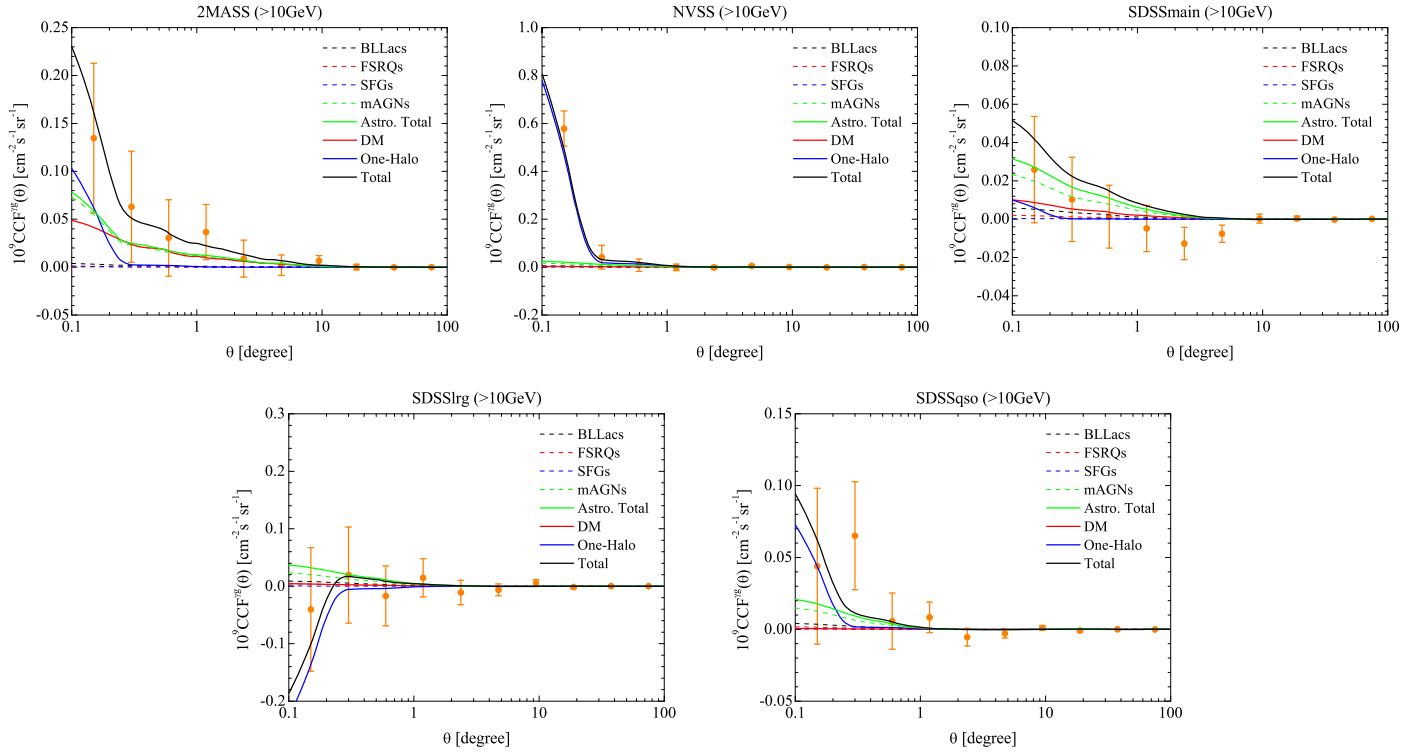 2MASS (>10GeV)
10⁹CCF^γg(θ) [cm⁻²s⁻¹sr⁻¹]
0.25
0.20
0.15
0.10
0.05
0.00
-0.05
BLLacs
FSRQs
SFGs
mAGNs
Astro. Total
DM
One-Halo
Total
0.1 1 10 100
θ [degree]
NVSS (>10GeV)
10⁹CCF^γg(θ) [cm⁻²s⁻¹sr⁻¹]
1.0
0.8
0.6
0.4
0.2
0.0
-0.2
BLLacs
FSRQs
SFGs
mAGNs
Astro. Total
DM
One-Halo
Total
0.1 1 10 100
θ [degree]
SDSSmain (>10GeV)
10⁹CCF^γg(θ) [cm⁻²s⁻¹sr⁻¹]
0.10
0.08
0.06
0.04
0.02
0.00
-0.02
-0.04
BLLacs
FSRQs
SFGs
mAGNs
Astro. Total
DM
One-Halo
Total
0.1 1 10 100
θ [degree]
SDSSlrg (>10GeV)
10⁹CCF^γg(θ) [cm⁻²s⁻¹sr⁻¹]
0.3
0.2
0.1
0.0
-0.1
-0.2
BLLacs
FSRQs
SFGs
mAGNs
Astro. Total
DM
One-Halo
Total
0.1 1 10 100
θ [degree]
SDSSqso (>10GeV)
10⁹CCF^γg(θ) [cm⁻²s⁻¹sr⁻¹]
0.15
0.10
0.05
0.00
-0.05
BLLacs
FSRQs
SFGs
mAGNs
Astro. Total
DM
One-Halo
Total
0.1 1 10 100
θ [degree]